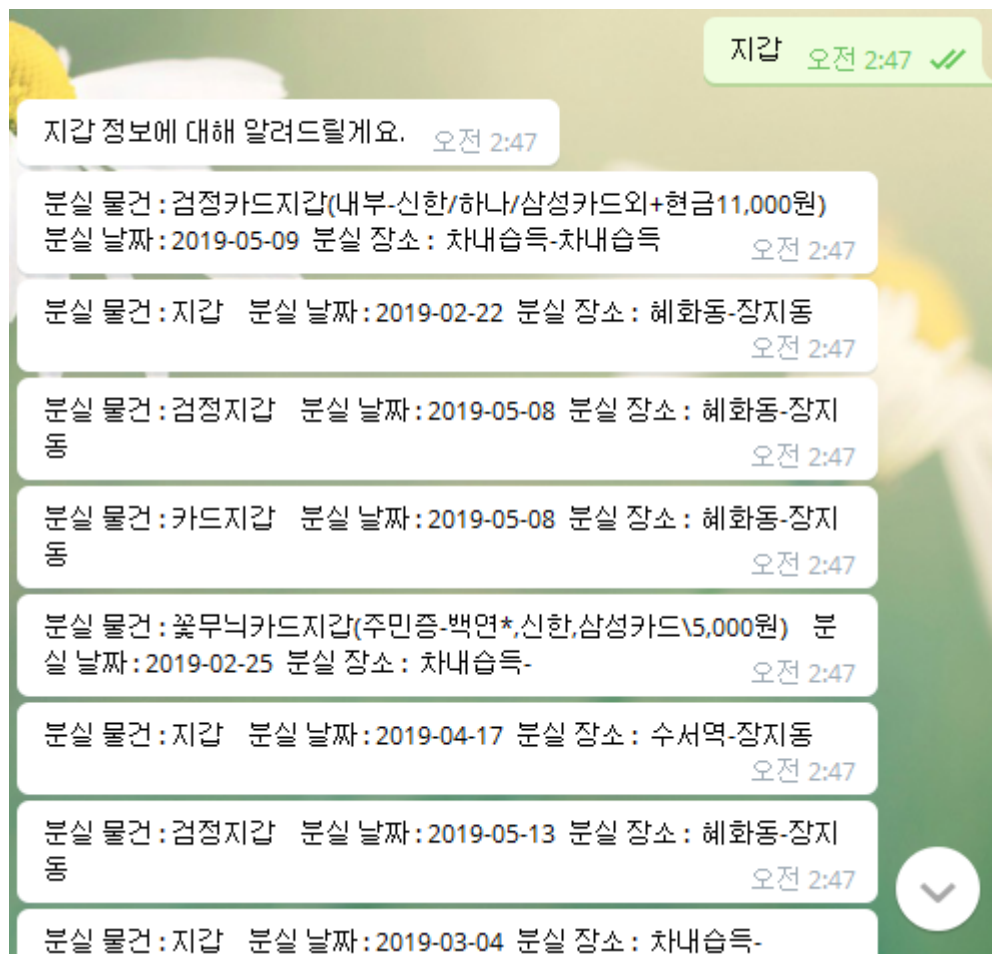 지갑 오전 2:47
지갑 정보에 대해 알려드릴게요. 오전 2:47
분실 물건 : 검정카드지갑(내부-신한/하나/삼성카드외+현금11,000원)
분실 날짜 : 2019-05-09 분실 장소 : 차내습득-차내습득 오전 2:47
분실 물건 : 지갑 분실 날짜 : 2019-02-22 분실 장소 : 혜화동-장지동
오전 2:47
분실 물건 : 검정지갑 분실 날짜 : 2019-05-08 분실 장소 : 혜화동-장지
동 오전 2:47
분실 물건 : 카드지갑 분실 날짜 : 2019-05-08 분실 장소 : 혜화동-장지
동 오전 2:47
분실 물건 : 꽃무늬카드지갑(주민증-백연*,신한,삼성카드\5,000원) 분
실 날짜 : 2019-02-25 분실 장소 : 차내습득- 오전 2:47
분실 물건 : 지갑 분실 날짜 : 2019-04-17 분실 장소 : 수서역-장지동
오전 2:47
분실 물건 : 검정지갑 분실 날짜 : 2019-05-13 분실 장소 : 혜화동-장지
동 오전 2:47
분실 물건 : 지갑 분실 날짜 : 2019-03-04 분실 장소 : 차내습득-